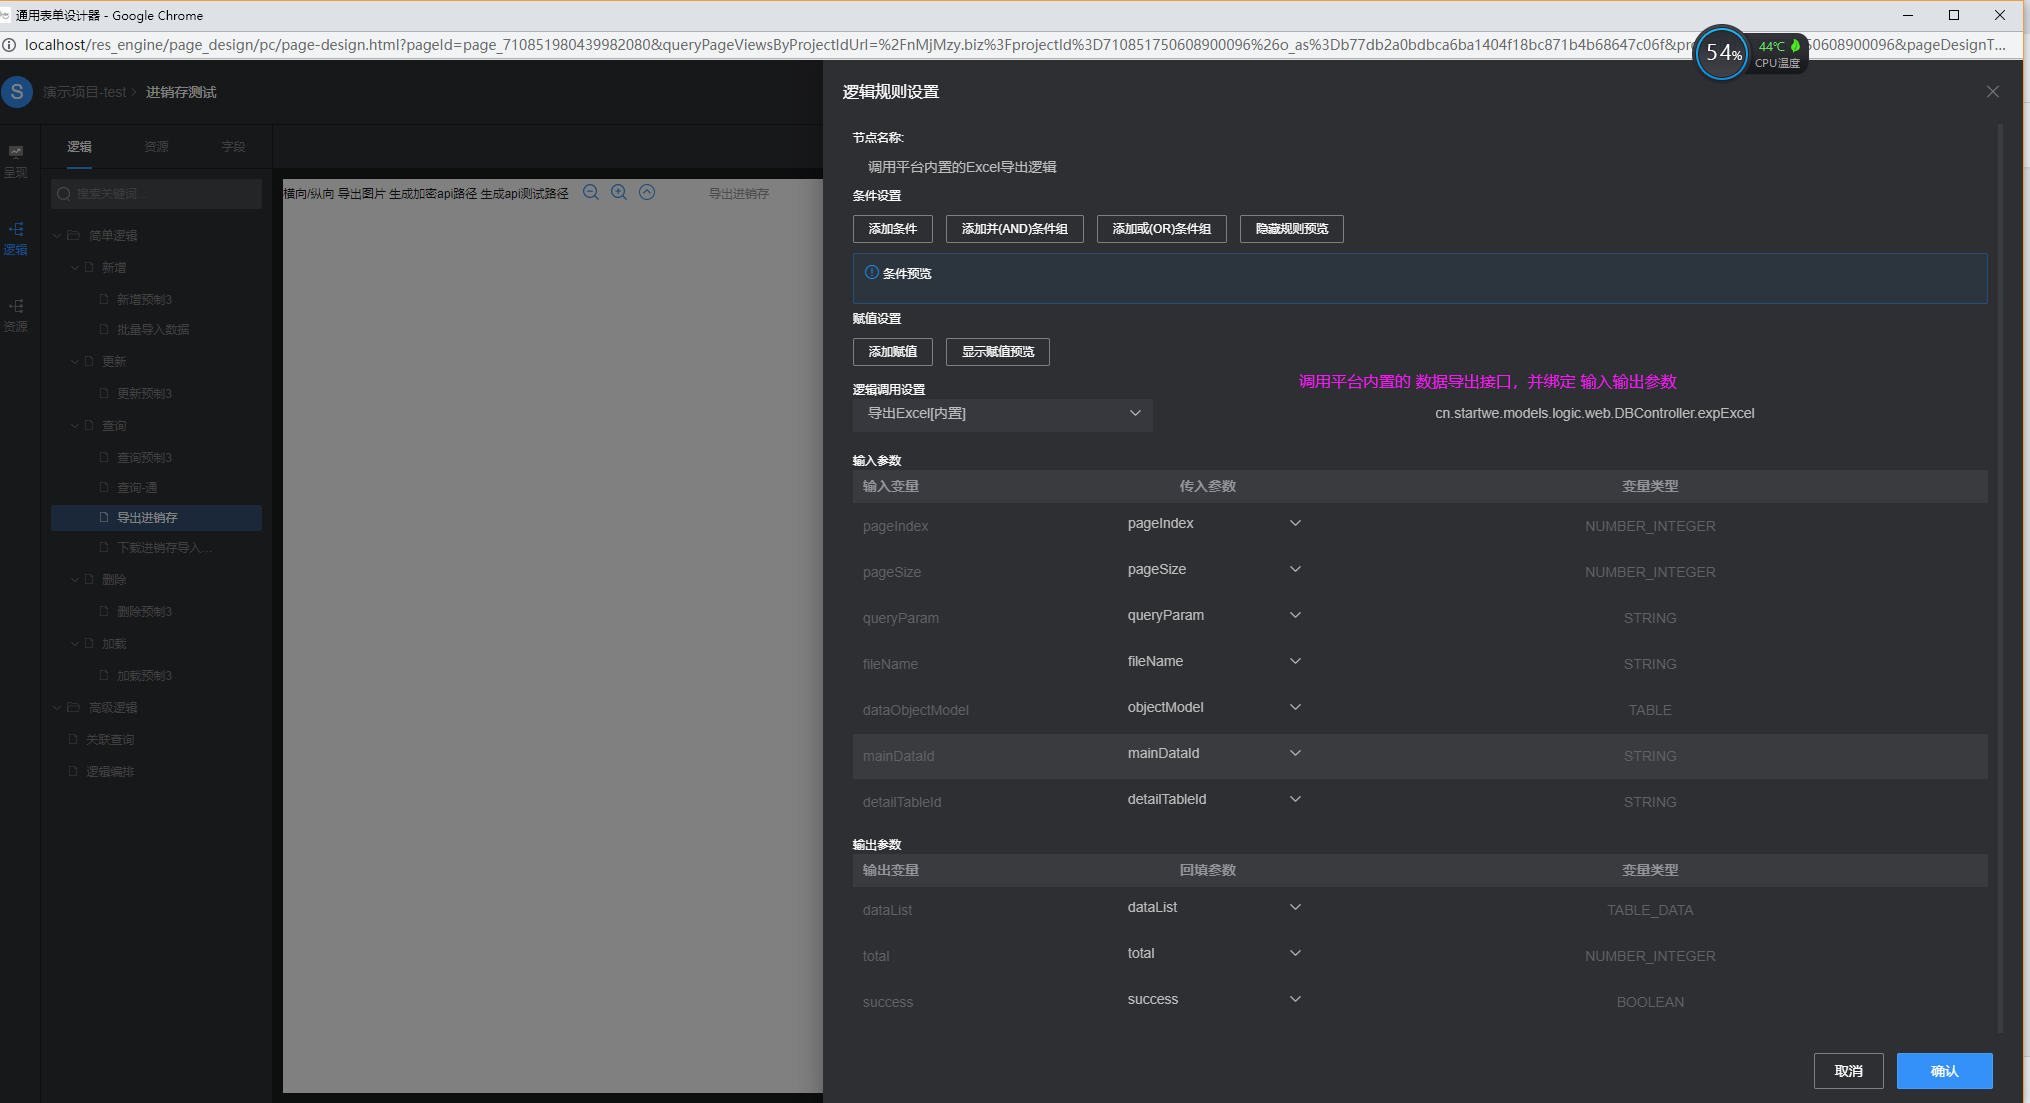 通用表单设计器 - Google Chrome
localhost/res_engine/page_design/pc/page-design.html?pageId=page_710851980439982080&queryPageViewsByProjectIdUrl=%2FnMjMzy.biz%3FprojectId%3D710851750608900096%26o_as%3Db77db2a0bdbca6ba1404f18bc871b4b68647c06f&pro 50608900096&pageDesignT...
54%
44℃
CPU温度
S
演示项目-test > 进销存测试
呈现
逻辑
资源
逻辑 资源 字段
搜索关键词...
简单逻辑
新增
新增预制3
批量导入数据
更新
更新预制3
查询
查询预制3
查询-通
导出进销存
下载进销存导入...
删除
删除预制3
加载
加载预制3
高级逻辑
关联查询
逻辑编排
横向/纵向 导出图片 生成加密api路径 生成api测试路径
导出进销存
逻辑规则设置
节点名称:
调用平台内置的Excel导出逻辑
条件设置
添加条件 添加并(AND)条件组 添加或(OR)条件组 隐藏规则预览
条件预览
赋值设置
添加赋值 显示赋值预览
逻辑调用设置
调用平台内置的 数据导出接口，并绑定 输入输出参数
导出Excel[内置] cn.startwe.models.logic.web.DBController.expExcel
输入参数
输入变量 传入参数 变量类型
pageIndex pageIndex NUMBER_INTEGER
pageSize pageSize NUMBER_INTEGER
queryParam queryParam STRING
fileName fileName STRING
dataObjectModel objectModel TABLE
mainDataId mainDataId STRING
detailTableId detailTableId STRING
输出参数
输出变量 回填参数 变量类型
dataList dataList TABLE_DATA
total total NUMBER_INTEGER
success success BOOLEAN
取消 确认